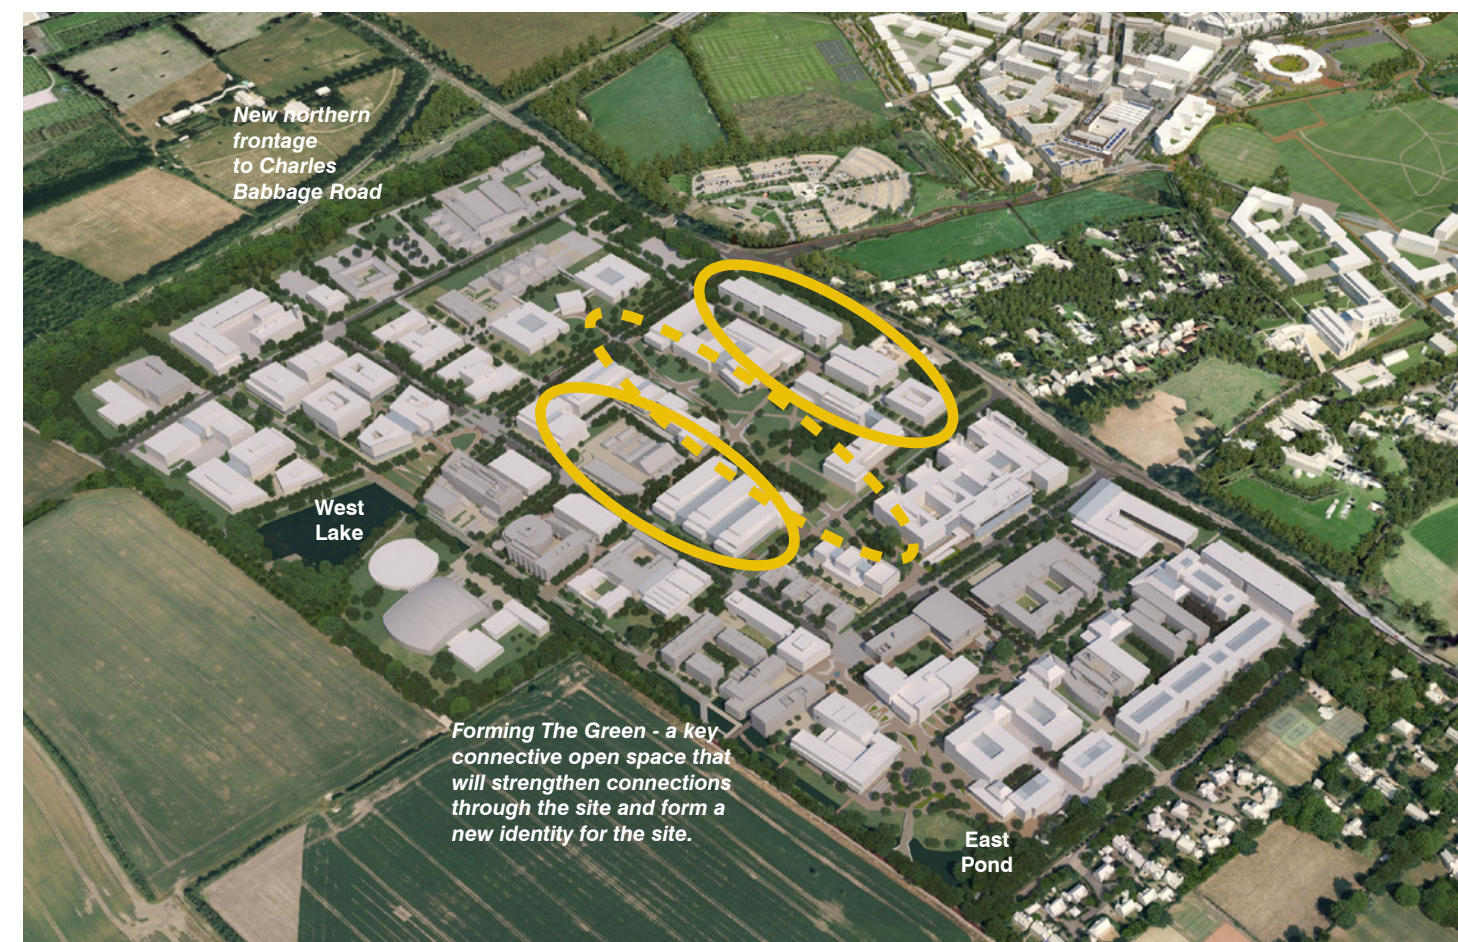 New northern
frontage
to Charles
Babbage Road
West
Lake
Forming The Green - a key
connective open space that
will strengthen connections
through the site and form a
new identity for the site.
East
Pond